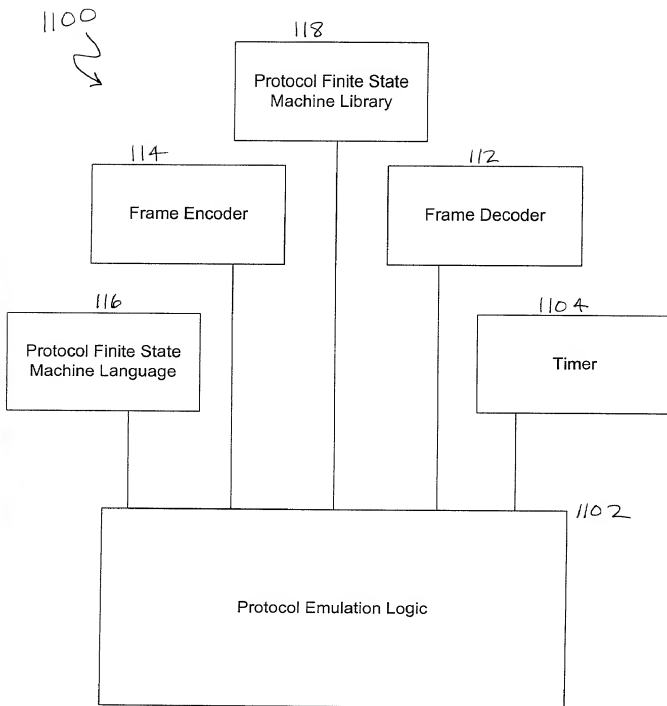 1100
118
Protocol Finite State
Machine Library
114
Frame Encoder
112
Frame Decoder
116
Protocol Finite State
Machine Language
1104
Timer
1102
Protocol Emulation Logic